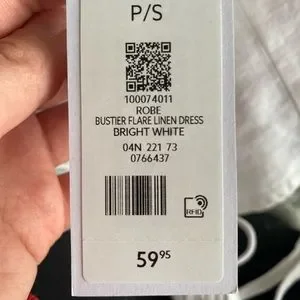 P/S
100074011
ROBE
BUSTIER FLARE LINEN DRESS
BRIGHT WHITE
04N 221 73
0766437
RFID
59.95